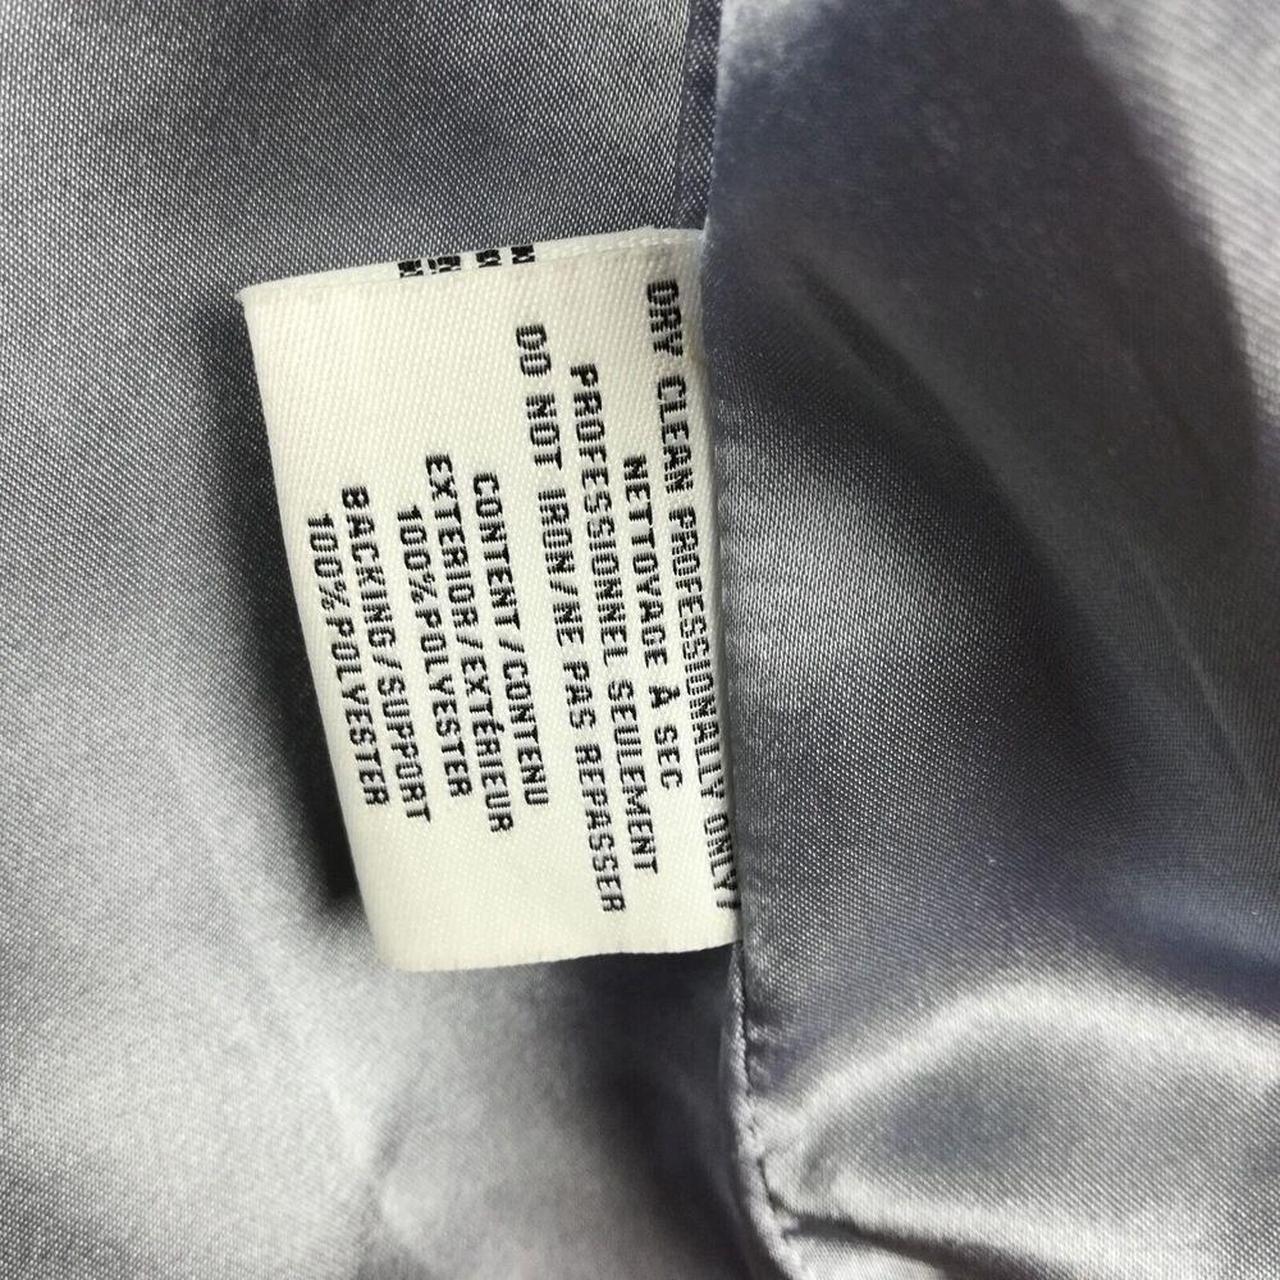 DRY CLEAN PROFESSIONALLY ONLY/
NETTOYAGE À SEC
PROFESSIONNEL SEULEMENT
DO NOT IRON/NE PAS REPASSER
CONTENT/CONTENU
EXTERIOR/EXTÉRIEUR
100% POLYESTER
BACKING/SUPPORT
100% POLYESTER